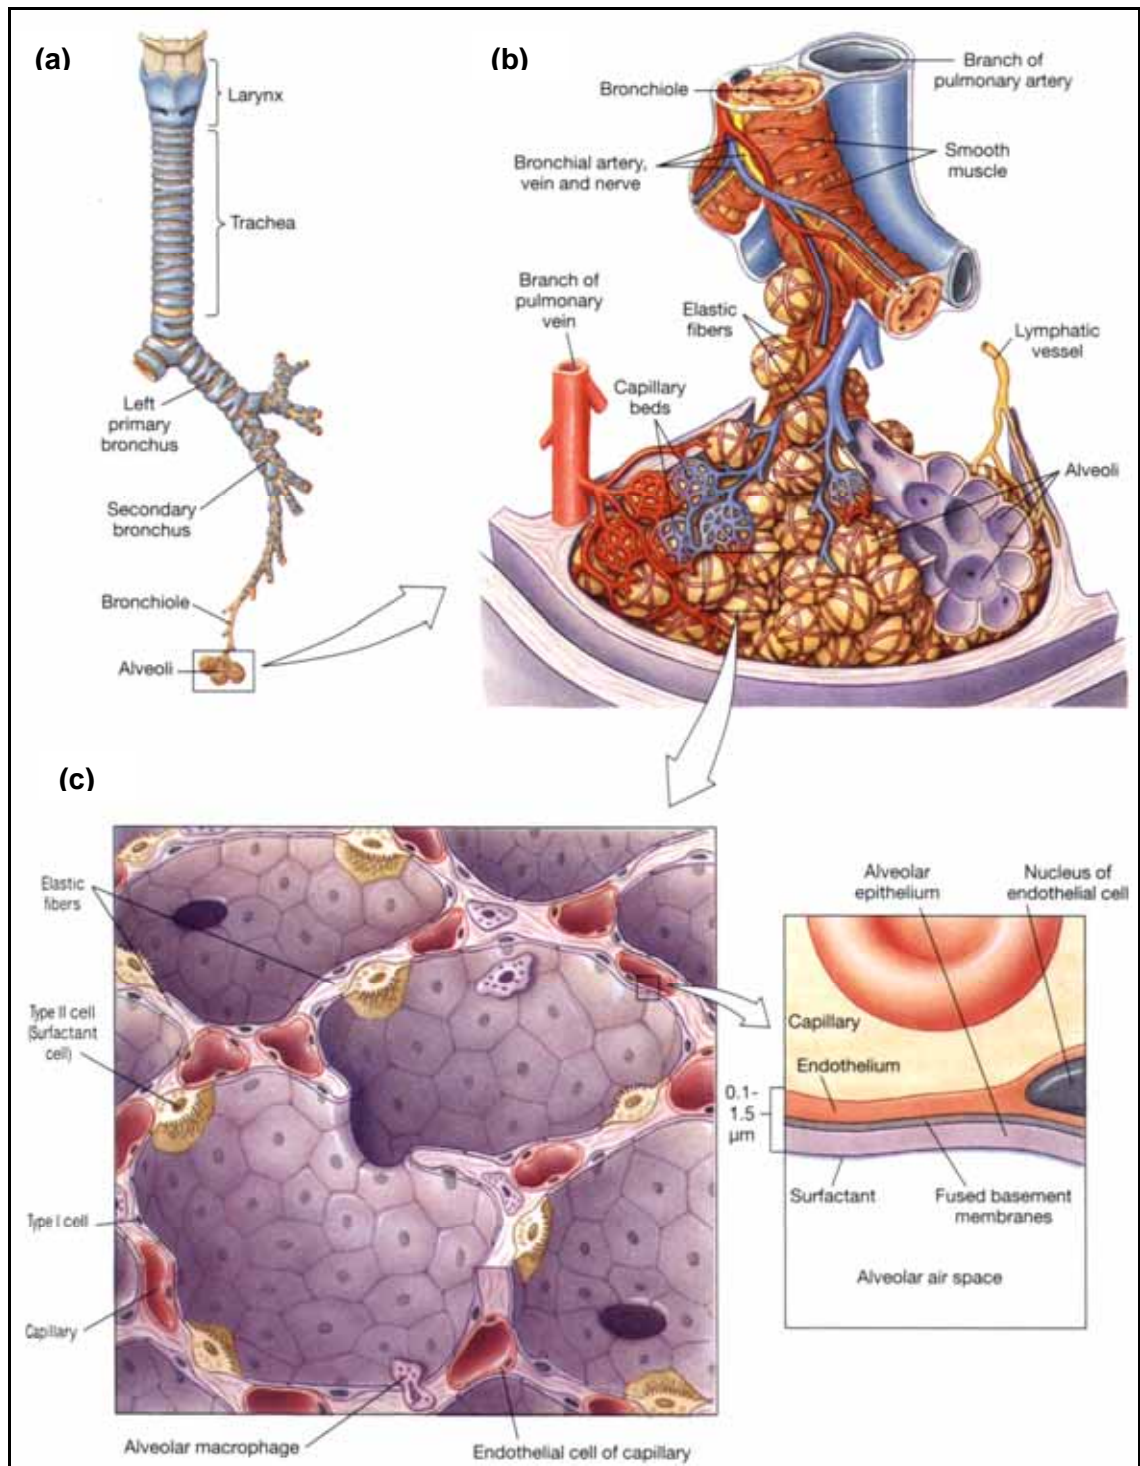 (a)
Larynx
Trachea
Left
primary
bronchus
Secondary
bronchus
Bronchiole
Alveoli
(b)
Branch of
pulmonary artery
Bronchiole
Smooth
muscle
Bronchial artery,
vein and nerve
Branch of
pulmonary
vein
Elastic
fibers
Lymphatic
vessel
Capillary
beds
Alveoli
(c)
Elastic
fibers
Type II cell
(Surfactant
cell)
Type I cell
Capillary
Alveolar macrophage
Endothelial cell of capillary
Alveolar
epithelium
Nucleus of
endothelial cell
Capillary
Endothelium
0.1-
1.5
µm
Surfactant
Fused basement
membranes
Alveolar air space